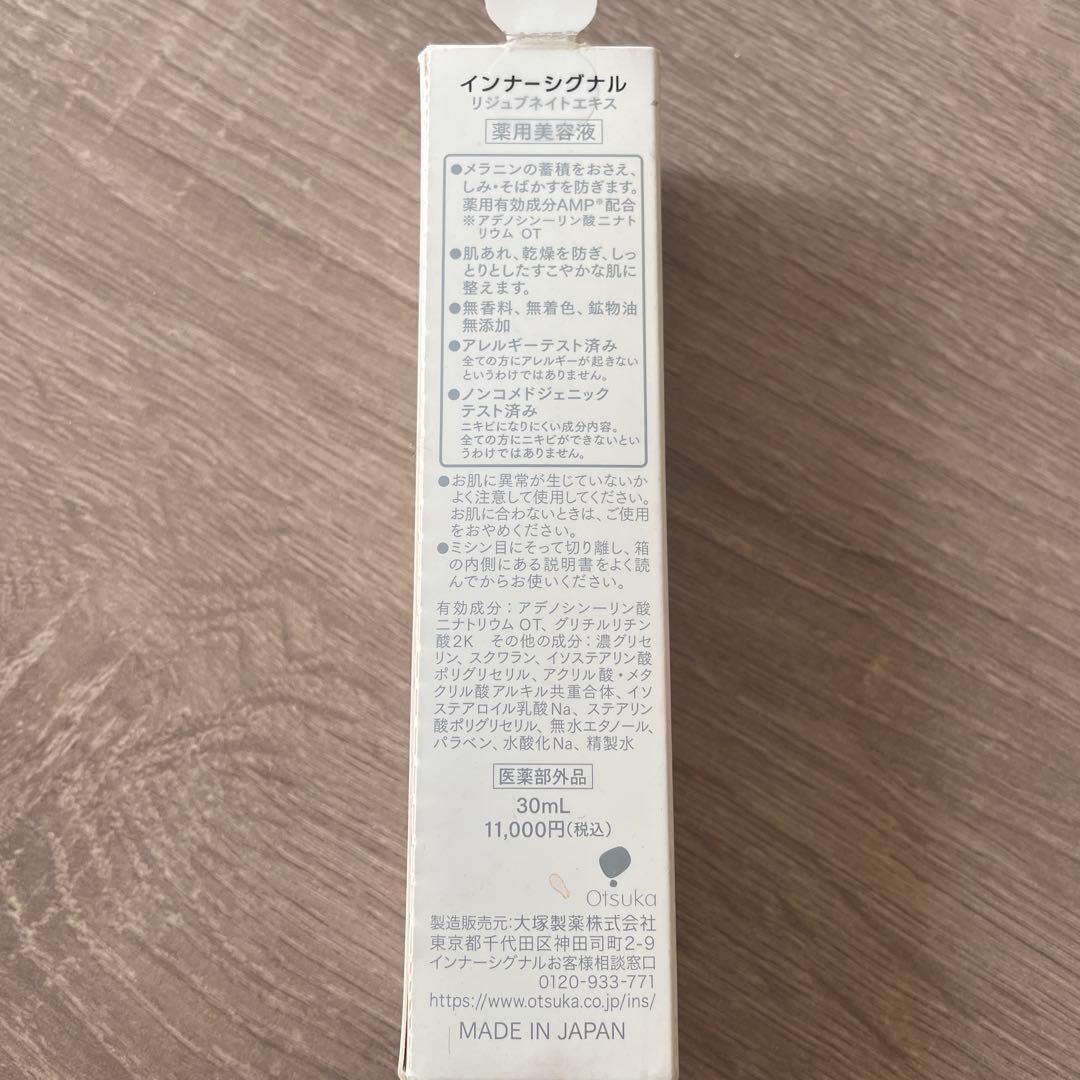 インナーシグナル
リジュブネイトエキス
薬用美容液
●メラニンの蓄積をおさえ、
しみ・そばかすを防ぎます。
薬用有効成分AMP※配合
※アデノシン一リン酸ニナト
リウム OT
●肌あれ、乾燥を防ぎ、しっ
とりとしたすこやかな肌に
整えます。
●無香料、無着色、鉱物油
無添加
●アレルギーテスト済み
全ての方にアレルギーが起きない
というわけではありません。
●ノンコメドジェニック
テスト済み
ニキビになりにくい成分内容。
全ての方にニキビができないとい
うわけではありません。
●お肌に異常が生じていないか
よく注意して使用してください。
お肌に合わないときは、ご使用
をおやめください。
●ミシン目にそって切り離し、箱
の内側にある説明書をよく読
んでからお使いください。
有効成分：アデノシン一リン酸
二ナトリウムOT、グリチルリチン
酸2K その他の成分：濃グリセ
リン、スクワラン、イソステアリン酸
ポリグリセリル、アクリル酸・メタ
クリル酸アルキル共重合体、イソ
ステアロイル乳酸Na、ステアリン
酸ポリグリセリル、無水エタノール、
パラベン、水酸化Na、精製水
医薬部外品
30mL
11,000円(税込)
Otsuka
製造販売元:大塚製薬株式会社
東京都千代田区神田司町2-9
インナーシグナルお客様相談窓口
0120-933-771
https://www.otsuka.co.jp/ins/
MADE IN JAPAN